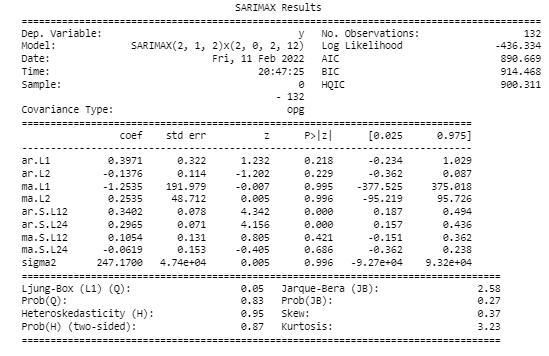 SARIMAX Results
Dep. Variable: y No. Observations: 132
Model: SARIMAX(2, 1, 2)x(2, 0, 2, 12) Log Likelihood -436.334
Date: Fri, 11 Feb 2022 AIC 890.669
Time: 20:47:25 BIC 914.468
Sample: 0 HQIC 900.311
- 132
Covariance Type: opg
coef std err z P>|z| [0.025 0.975]
ar.L1 0.3971 0.322 1.232 0.218 -0.234 1.029
ar.L2 -0.1376 0.114 -1.202 0.229 -0.362 0.087
ma.L1 -1.2535 191.979 -0.007 0.995 -377.525 375.018
ma.L2 0.2535 48.712 0.005 0.996 -95.219 95.726
ar.S.L12 0.3402 0.078 4.342 0.000 0.187 0.494
ar.S.L24 0.2965 0.071 4.156 0.000 0.157 0.436
ma.S.L12 0.1054 0.131 0.805 0.421 -0.151 0.362
ma.S.L24 -0.0619 0.153 -0.405 0.686 -0.362 0.238
sigma2 247.1700 4.74e+04 0.005 0.996 -9.27e+04 9.32e+04
Ljung-Box (L1) (Q): 0.05 Jarque-Bera (JB): 2.58
Prob(Q): 0.83 Prob(JB): 0.27
Heteroskedasticity (H): 0.95 Skew: 0.37
Prob(H) (two-sided): 0.87 Kurtosis: 3.23